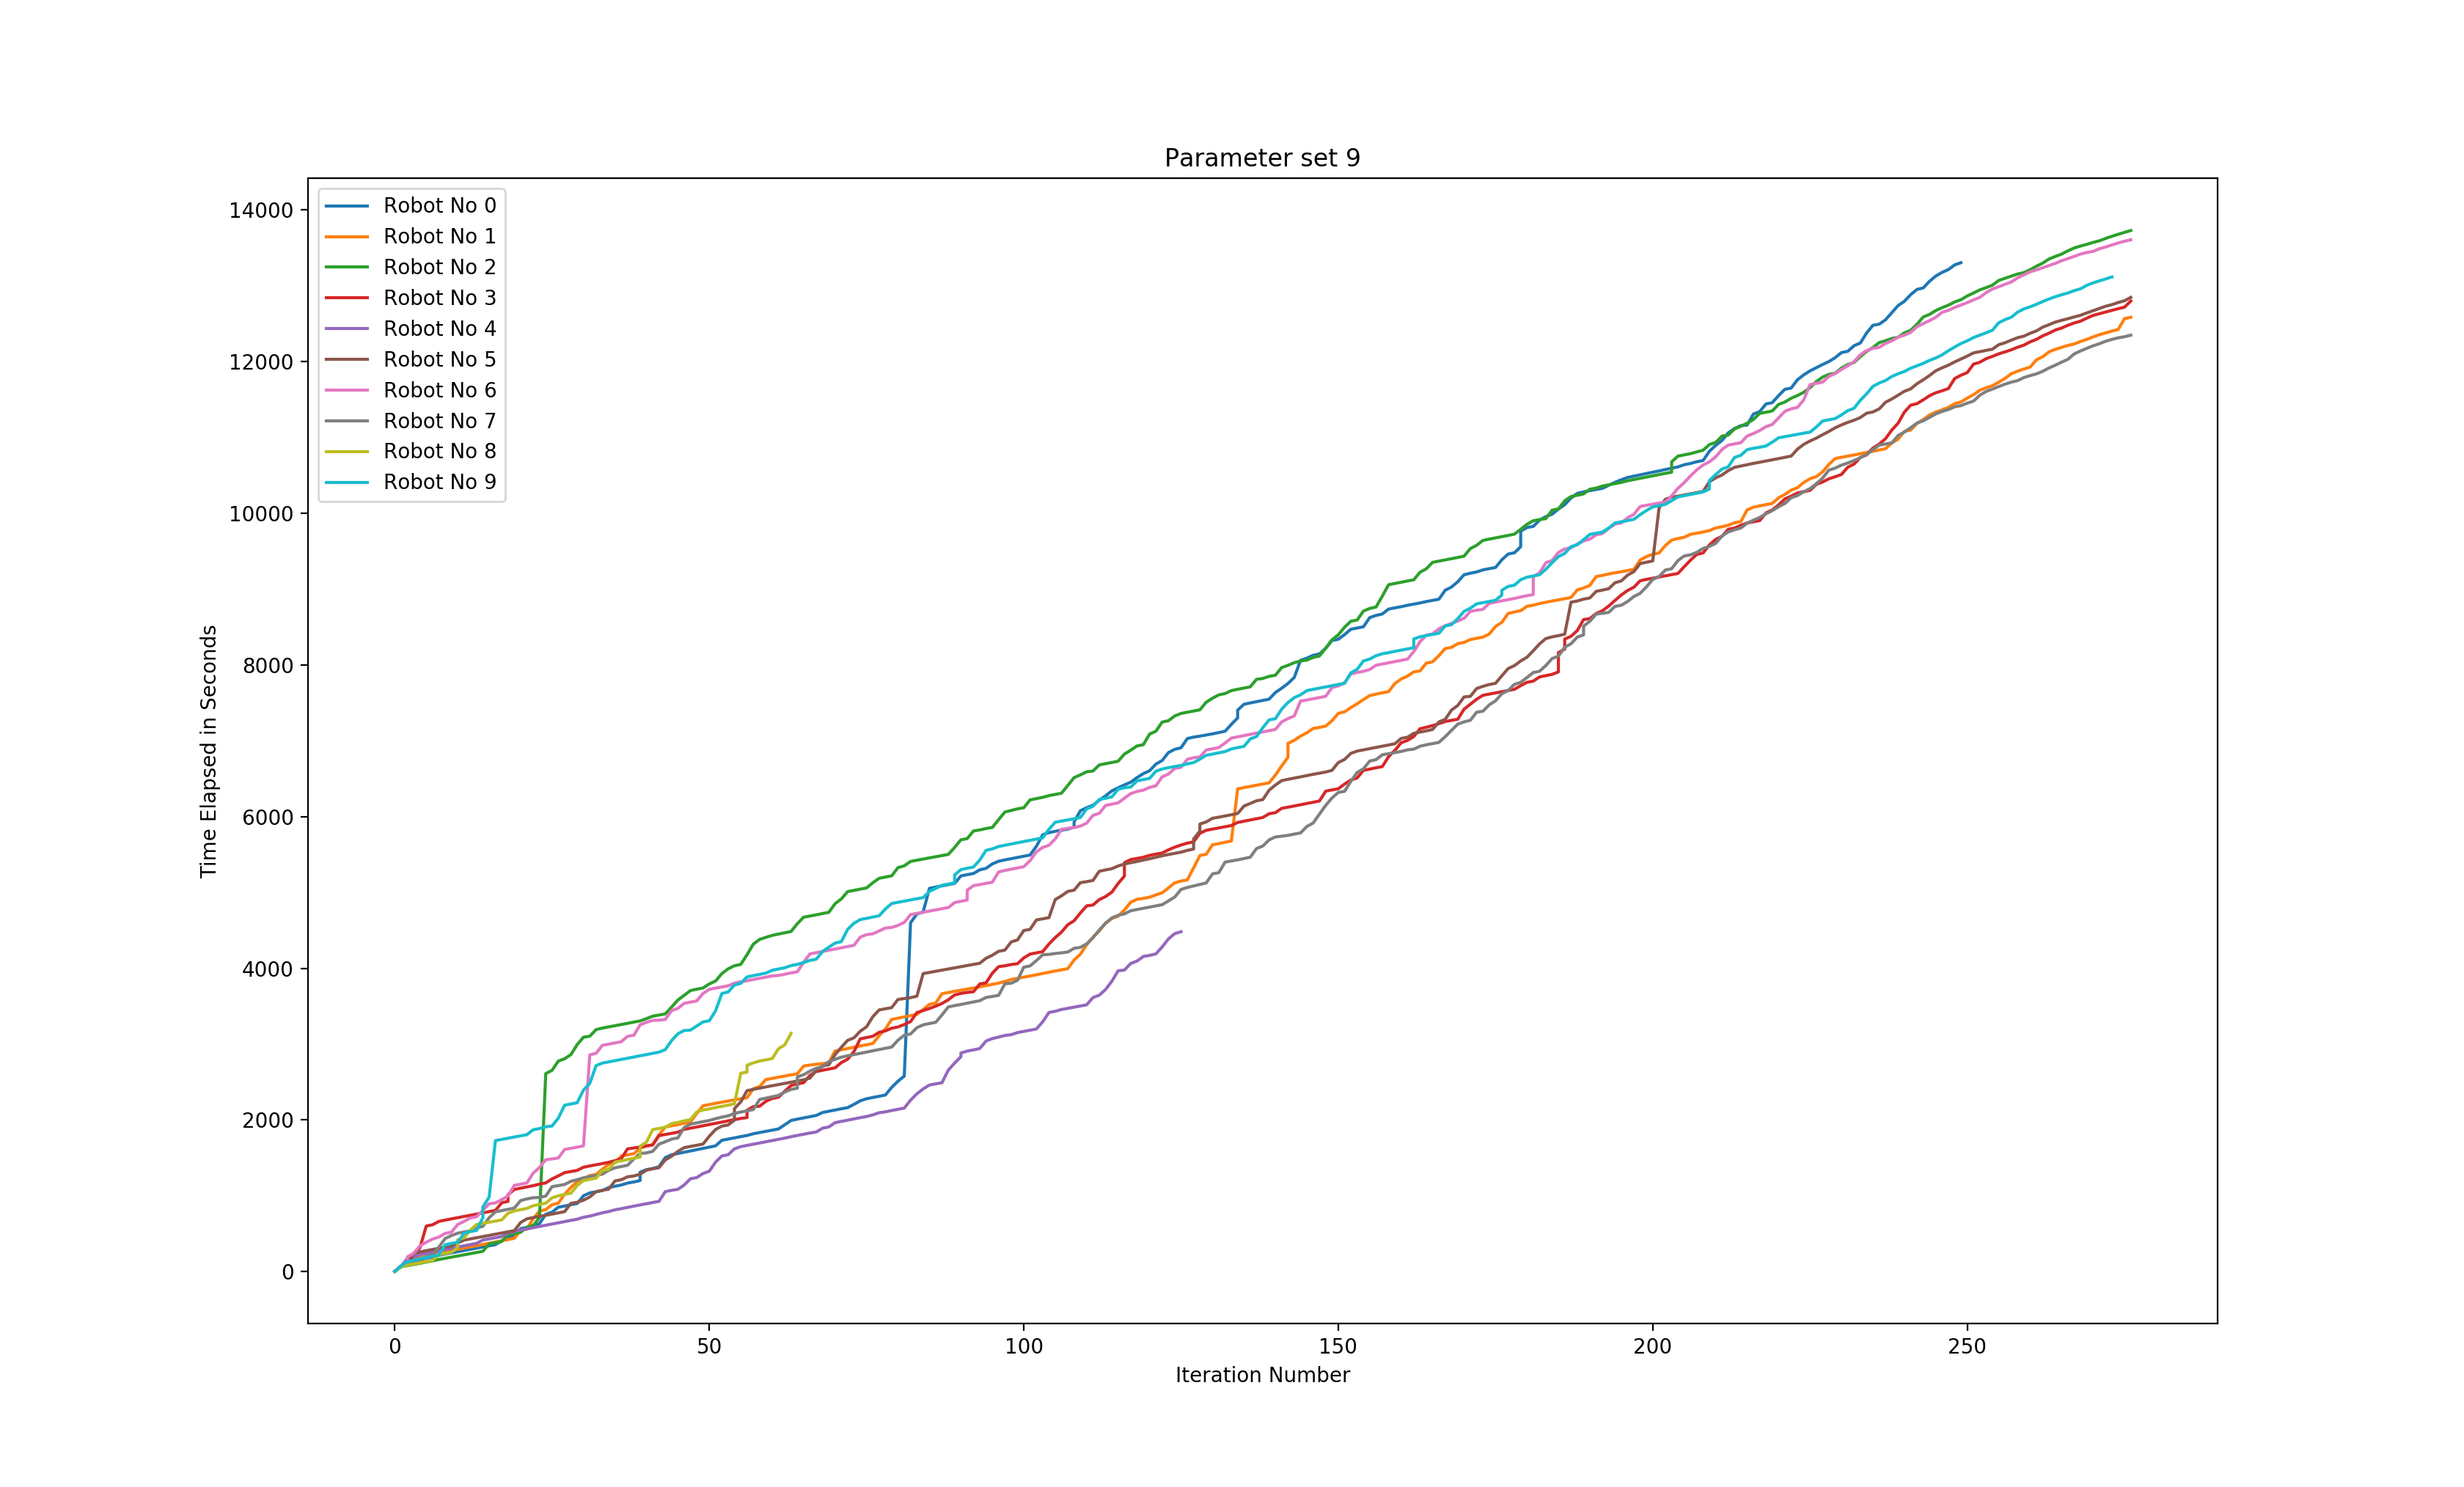 Parameter set 9
14000
12000
10000
8000
6000
4000
2000
0
Time Elapsed in Seconds
Robot No 0
Robot No 1
Robot No 2
Robot No 3
Robot No 4
Robot No 5
Robot No 6
Robot No 7
Robot No 8
Robot No 9
0 50 100 150 200 250
Iteration Number